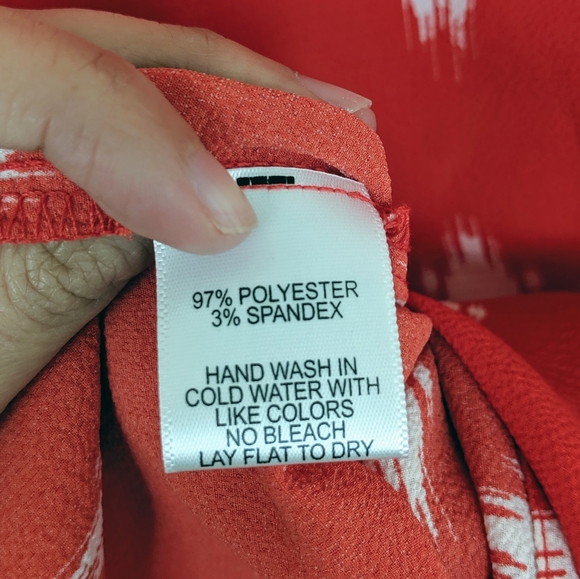 97% POLYESTER
3% SPANDEX
HAND WASH IN
COLD WATER WITH
LIKE COLORS
NO BLEACH
LAY FLAT TO DRY